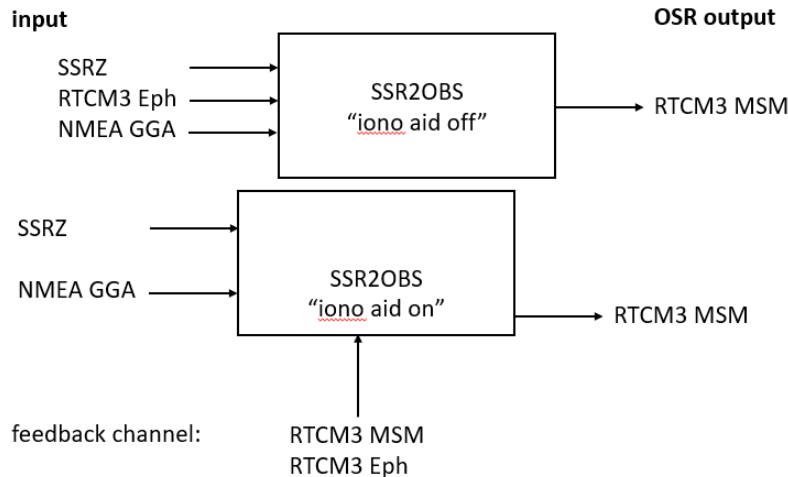 input
OSR output
SSRZ
RTCM3 Eph
NMEA GGA
SSR2OBS
“iono aid off”
RTCM3 MSM
SSRZ
NMEA GGA
SSR2OBS
“iono aid on”
RTCM3 MSM
feedback channel:
RTCM3 MSM
RTCM3 Eph